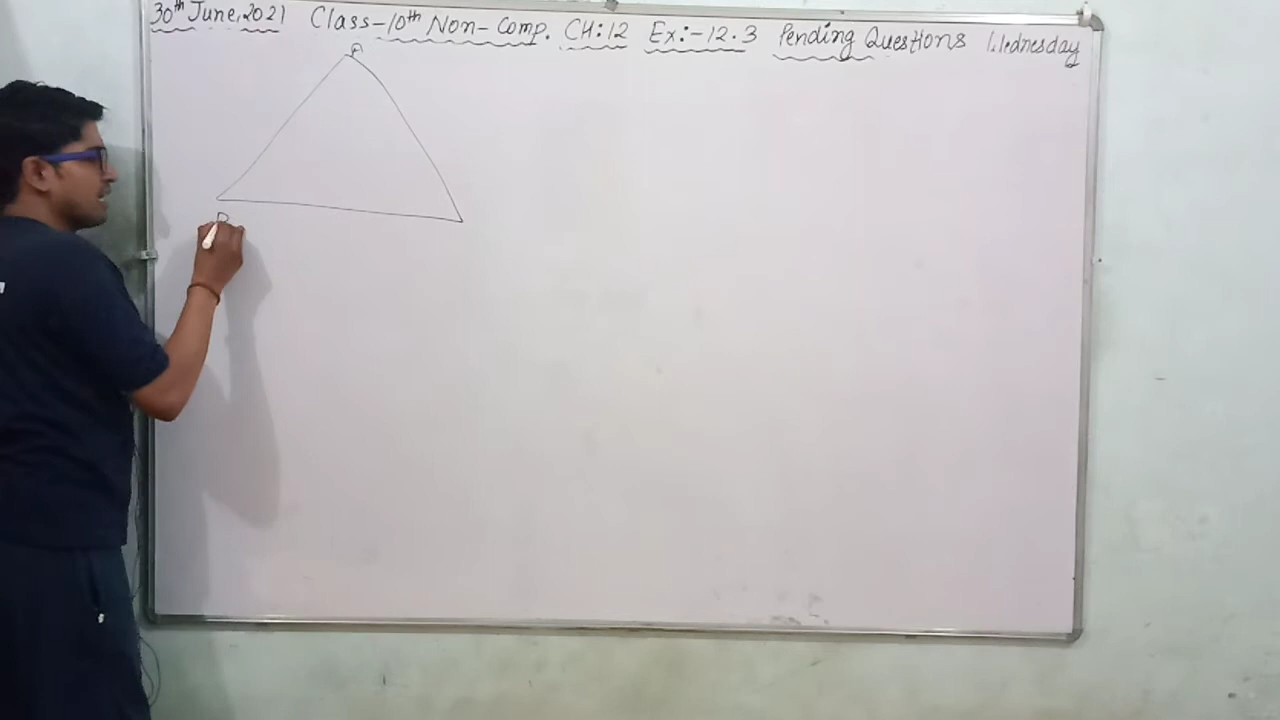 30th June, 2021 Class-10th Non-Comp. CH:12 Ex:-12.3 Pending Questions Wednesday
A
B